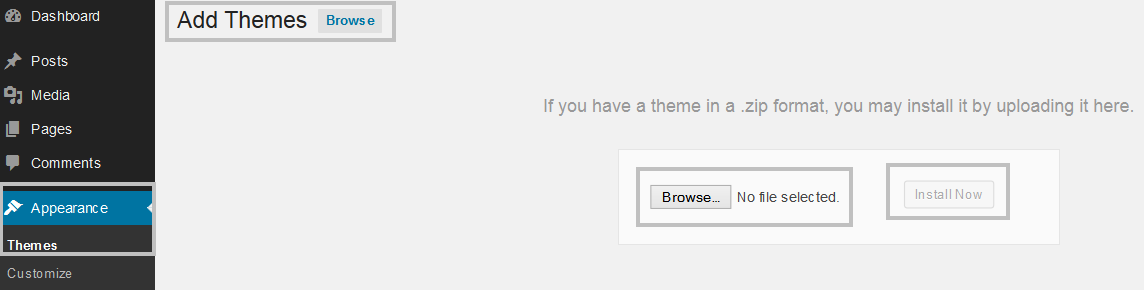 Dashboard
Posts
Media
Pages
Comments
Appearance
Themes
Customize
Add Themes Browse
If you have a theme in a .zip format, you may install it by uploading it here.
Browse... No file selected.
Install Now